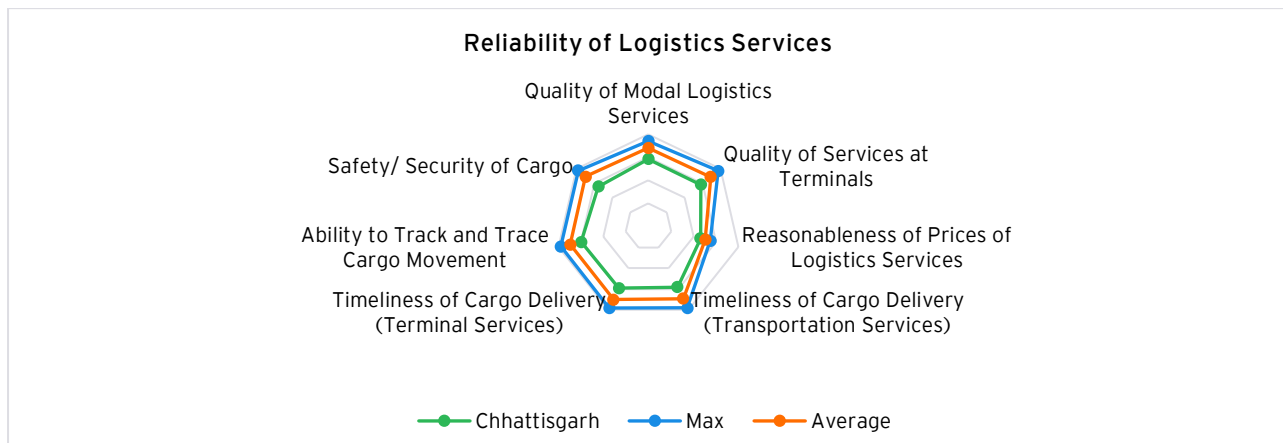 Reliability of Logistics Services
Quality of Modal Logistics
Services
Quality of Services at
Terminals
Reasonableness of Prices of
Logistics Services
Timeliness of Cargo Delivery
(Transportation Services)
Timeliness of Cargo Delivery
(Terminal Services)
Ability to Track and Trace
Cargo Movement
Safety/ Security of Cargo
Chhattisgarh
Max
Average